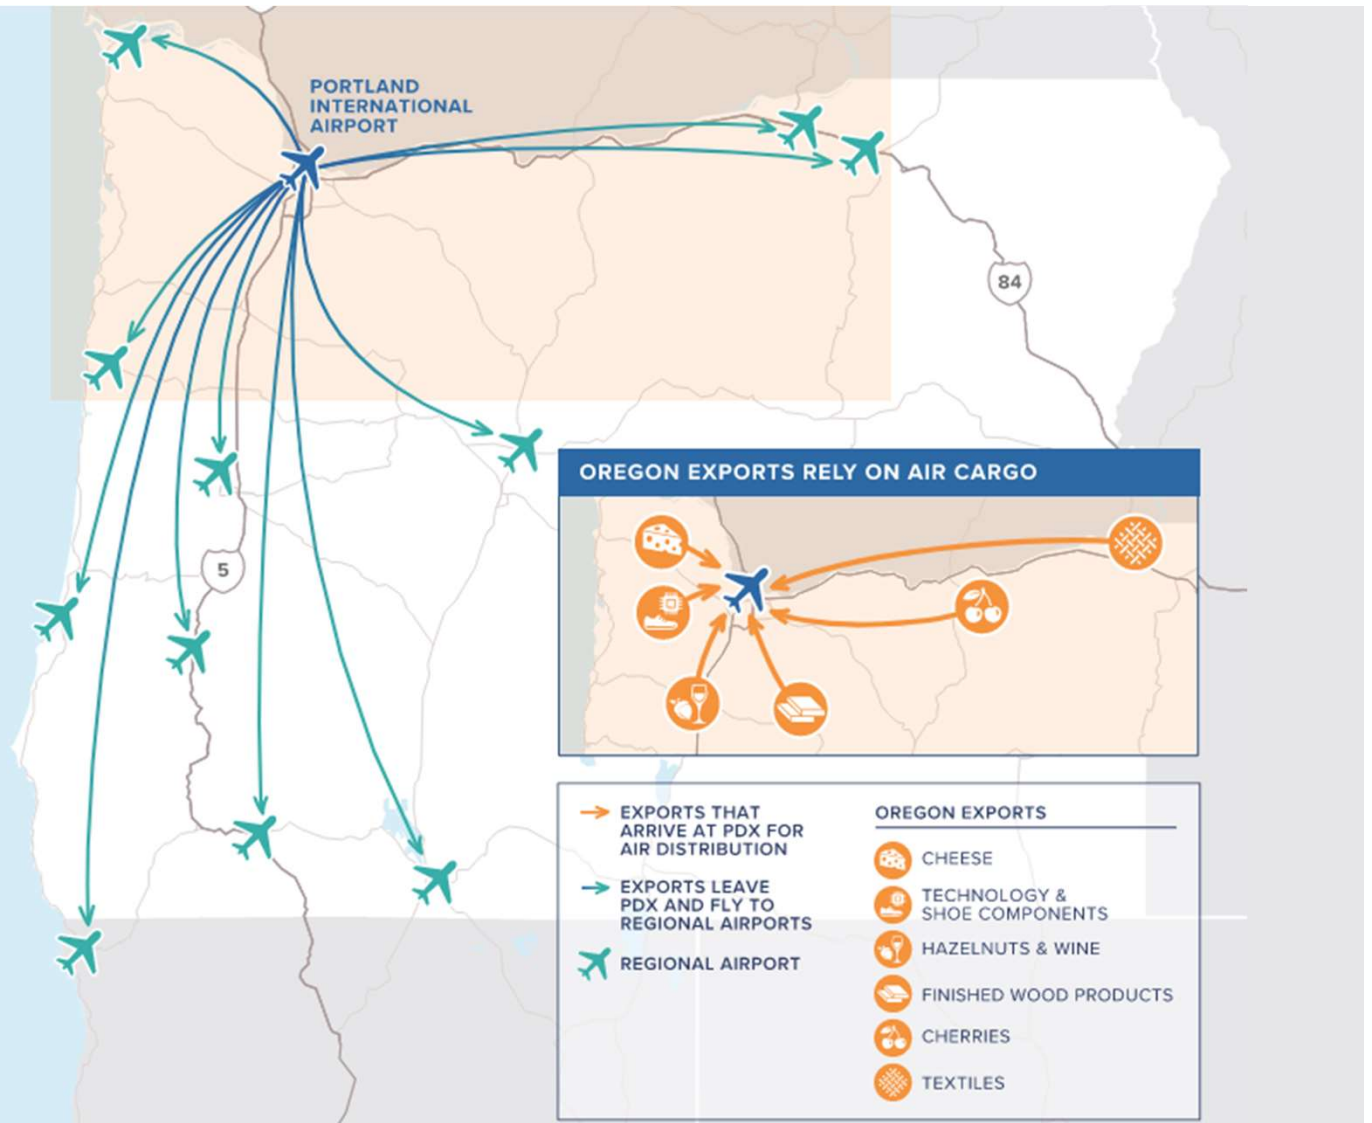 PORTLAND
INTERNATIONAL
AIRPORT
84
5
OREGON EXPORTS RELY ON AIR CARGO
EXPORTS THAT
ARRIVE AT PDX FOR
AIR DISTRIBUTION
EXPORTS LEAVE
PDX AND FLY TO
REGIONAL AIRPORTS
REGIONAL AIRPORT
OREGON EXPORTS
CHEESE
TECHNOLOGY &
SHOE COMPONENTS
HAZELNUTS & WINE
FINISHED WOOD PRODUCTS
CHERRIES
TEXTILES